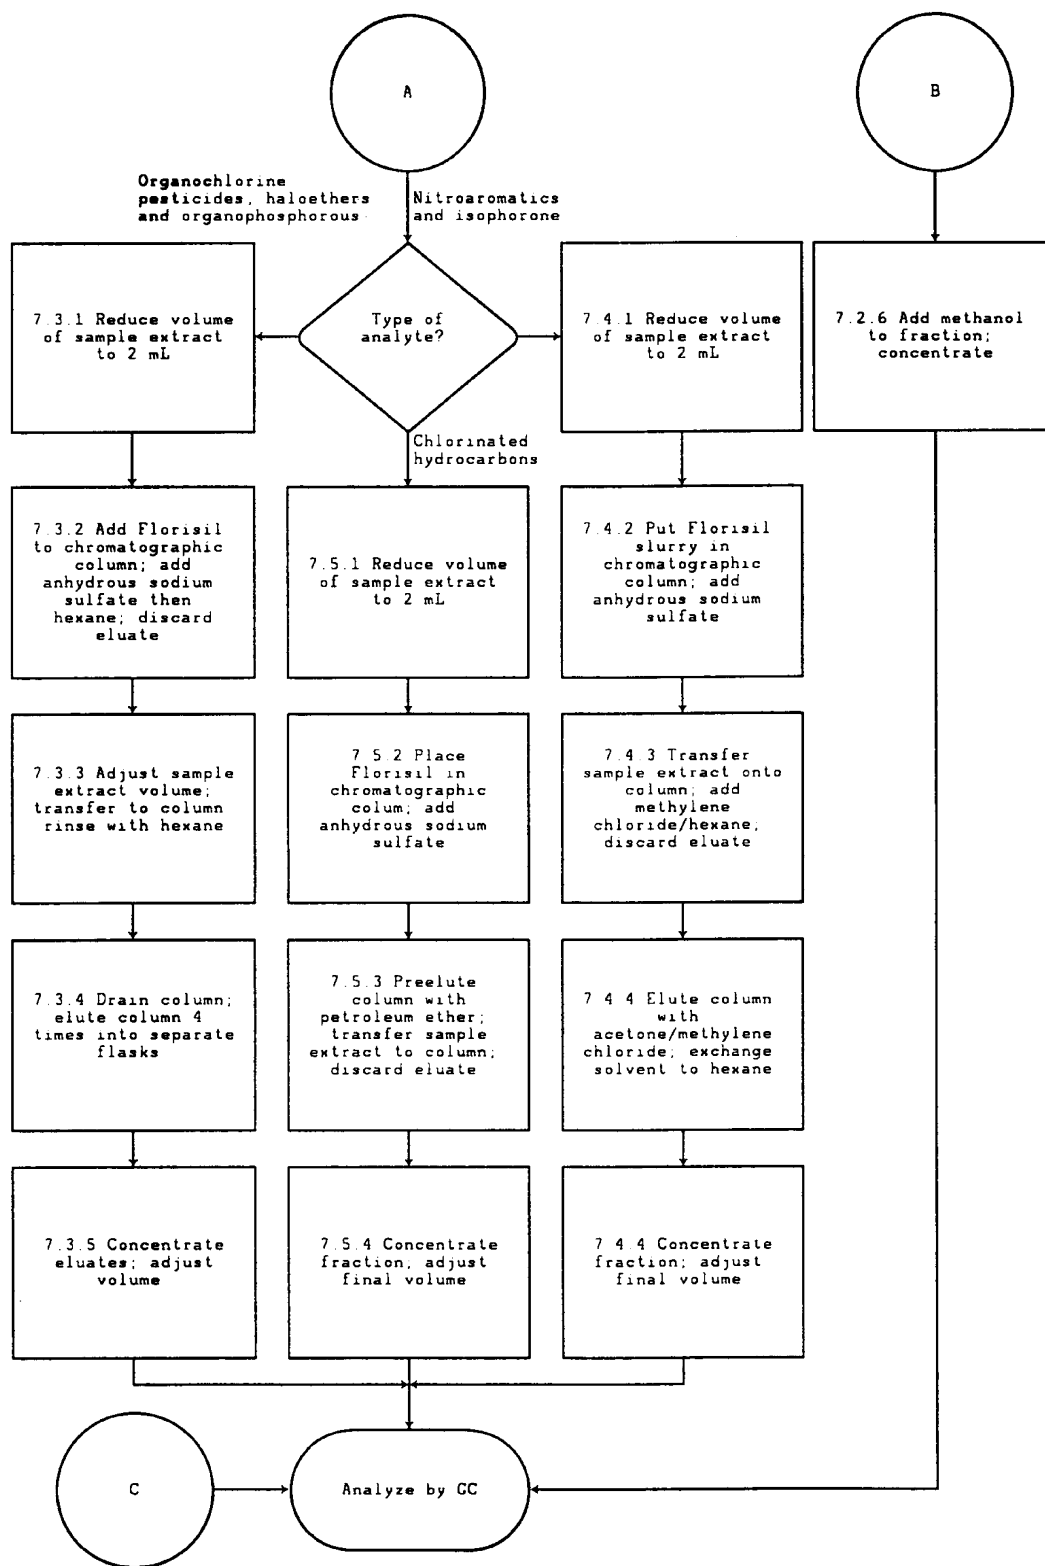 A
B
Organochlorine
pesticides, haloethers
and organophosphorous
Nitroaromatics
and isophorone
7.3.1 Reduce volume
of sample extract
to 2 mL
Type of
analyte?
7.4.1 Reduce volume
of sample extract
to 2 mL
7.2.6 Add methanol
to fraction;
concentrate
Chlorinated
hydrocarbons
7.3.2 Add Florisil
to chromatographic
column; add
anhydrous sodium
sulfate then
hexane; discard
eluate
7.5.1 Reduce volume
of sample extract
to 2 mL
7.4.2 Put Florisil
slurry in
chromatographic
column; add
anhydrous sodium
sulfate
7.3.3 Adjust sample
extract volume;
transfer to column
rinse with hexane
7 5.2 Place
Florisil in
chromatographic
colum; add
anhydrous sodium
sulfate
7.4.3 Transfer
sample extract onto
column; add
methylene
chloride/hexane;
discard eluate
7.3.4 Drain column;
elute column 4
times into separate
flasks
7.5.3 Preelute
column with
petroleum ether;
transfer sample
extract to column;
discard eluate
7 4 4 Elute column
with
acetone/methylene
chloride; exchange
solvent to hexane
7.3.5 Concentrate
eluates; adjust
volume
7.5.4 Concentrate
fraction; adjust
final volume
7 4.4 Concentrate
fraction; adjust
final volume
C
Analyze by GC